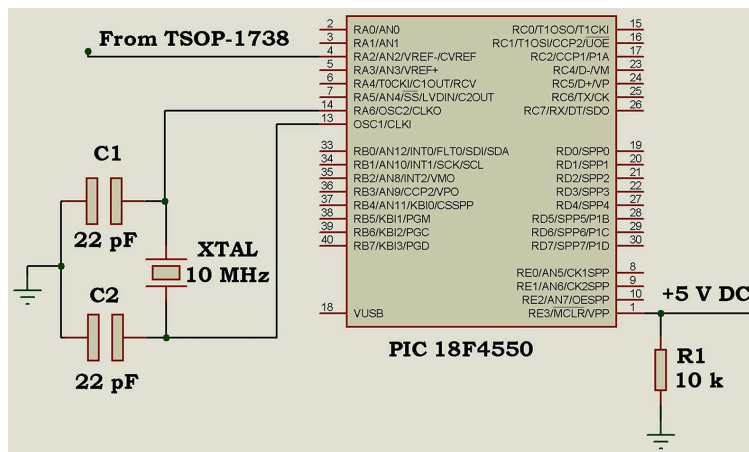 From TSOP-1738
2 RA0/AN0
3 RA1/AN1
4 RA2/AN2/VREF-/CVREF
5 RA3/AN3/VREF+
6 RA4/T0CKI/C1OUT/RCV
7 RA5/AN4/SS/LVDIN/C2OUT
14 RA6/OSC2/CLKO
13 OSC1/CLKI
33 RB0/AN12/INT0/FLT0/SDI/SDA
34 RB1/AN10/INT1/SCK/SCL
35 RB2/AN8/INT2/VMO
36 RB3/AN9/CCP2/VPO
37 RB4/AN11/KBI0/CSSPP
38 RB5/KBI1/PGM
39 RB6/KBI2/PGC
40 RB7/KBI3/PGD
18 VUSB
RC0/T1OSO/T1CKI 15
RC1/T1OSI/CCP2/UOE 16
RC2/CCP1/P1A 17
RC4/D-/VM 23
RC5/D+/VP 24
RC6/TX/CK 25
RC7/RX/DT/SDO 26
RD0/SPP0 19
RD1/SPP1 20
RD2/SPP2 21
RD3/SPP3 22
RD4/SPP4 27
RD5/SPP5/P1B 28
RD6/SPP6/P1C 29
RD7/SPP7/P1D 30
RE0/AN5/CK1SPP 8
RE1/AN6/CK2SPP 9
RE2/AN7/OESPP 10
RE3/MCLR/VPP 1
PIC 18F4550
C1
22 pF
XTAL
10 MHz
C2
22 pF
+5 V DC
R1
10 k